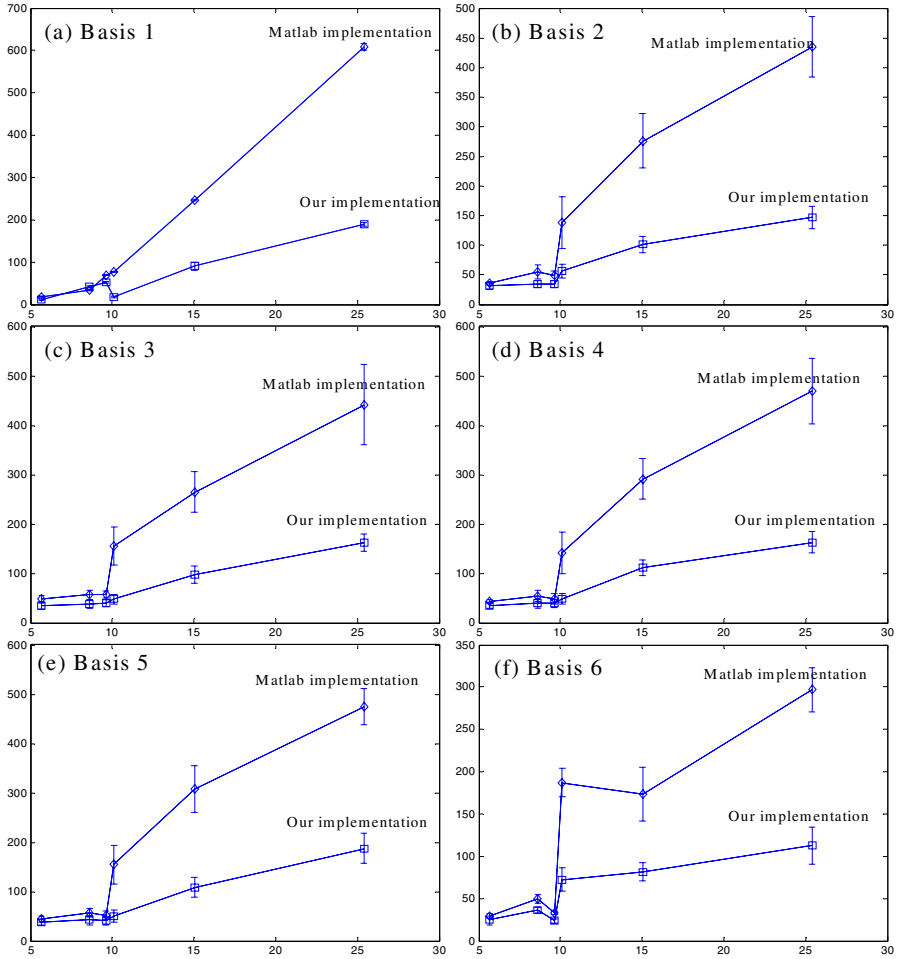 (a) Basis 1
Matlab implementation
Our implementation
700
600
500
400
300
200
100
0
5 10 15 20 25 30
(b) Basis 2
Matlab implementation
Our implementation
500
450
400
350
300
250
200
150
100
50
0
5 10 15 20 25 30
(c) Basis 3
Matlab implementation
Our implementation
600
500
400
300
200
100
0
5 10 15 20 25 30
(d) Basis 4
Matlab implementation
Our implementation
600
500
400
300
200
100
0
5 10 15 20 25 30
(e) Basis 5
Matlab implementation
Our implementation
600
500
400
300
200
100
0
5 10 15 20 25 30
(f) Basis 6
Matlab implementation
Our implementation
350
300
250
200
150
100
50
0
5 10 15 20 25 30